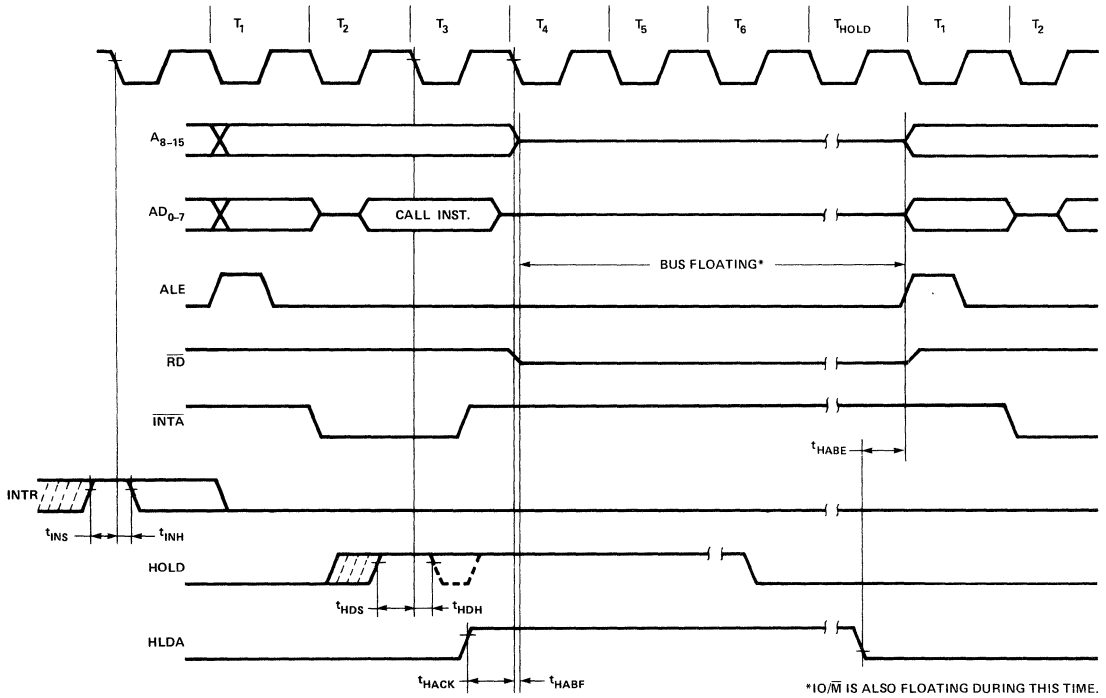 T1 T2 T3 T4 T5 T6 THOLD T1 T2
A8–15
AD0–7
CALL INST.
BUS FLOATING*
ALE
RD
INTA
tHABE
INTR
tINS tINH
HOLD
tHDS tHDH
HLDA
tHACK tHABF
*IO/M̅ IS ALSO FLOATING DURING THIS TIME.